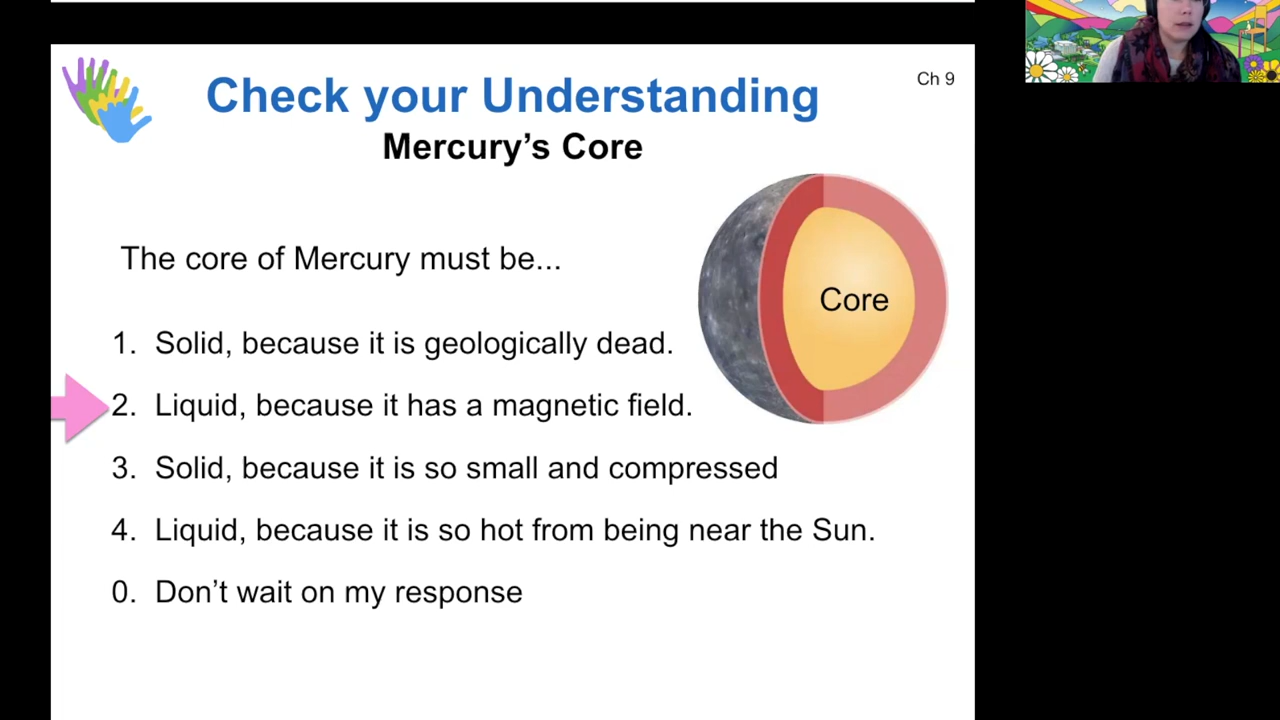 Check your Understanding
Ch 9
Mercury's Core
The core of Mercury must be...
Core
1. Solid, because it is geologically dead.
2. Liquid, because it has a magnetic field.
3. Solid, because it is so small and compressed
4. Liquid, because it is so hot from being near the Sun.
0. Don't wait on my response